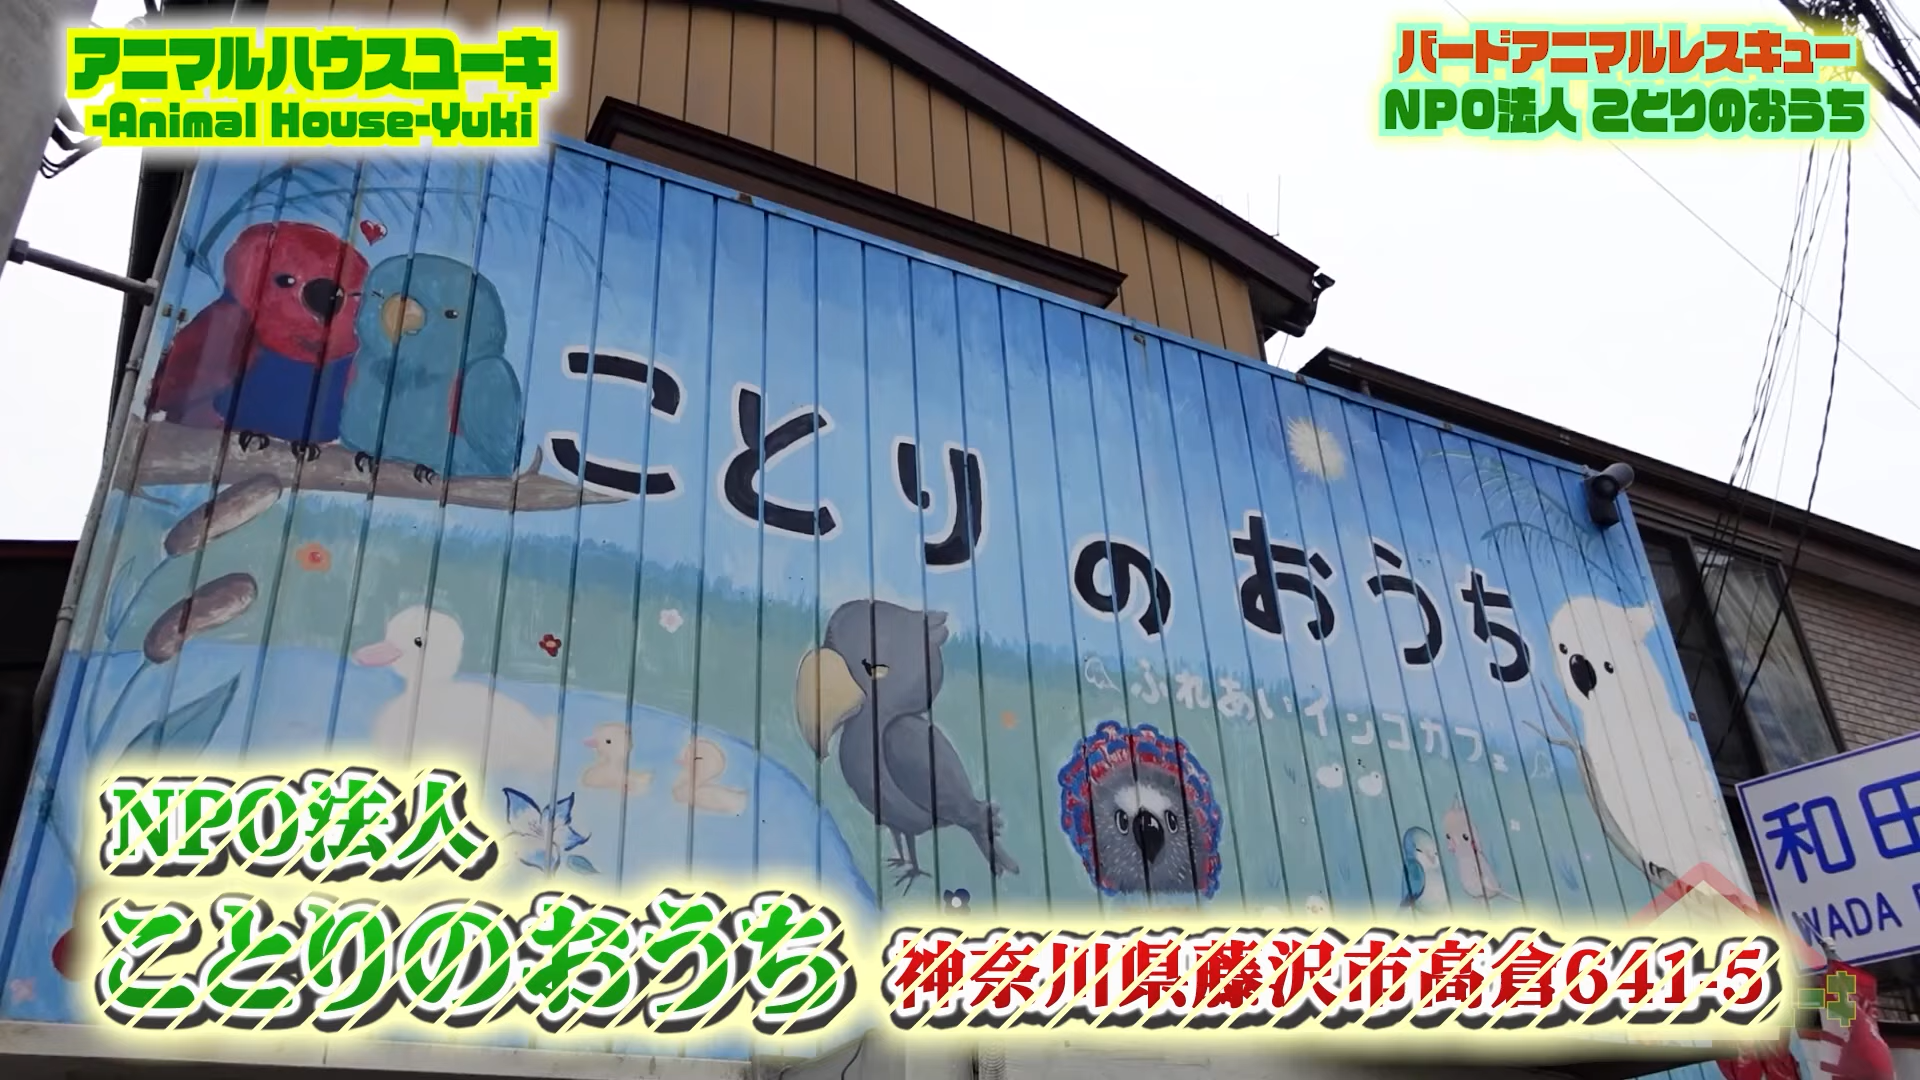 アニマルハウスユーキ
-Animal House-Yuki
バードアニマルレスキュー
NPO法人 ことりのおうち
ことりのおうち
ふれあいインコカフェ
和田
WADA
NPO法人
ことりのおうち
神奈川県藤沢市高倉641-5
ーキ